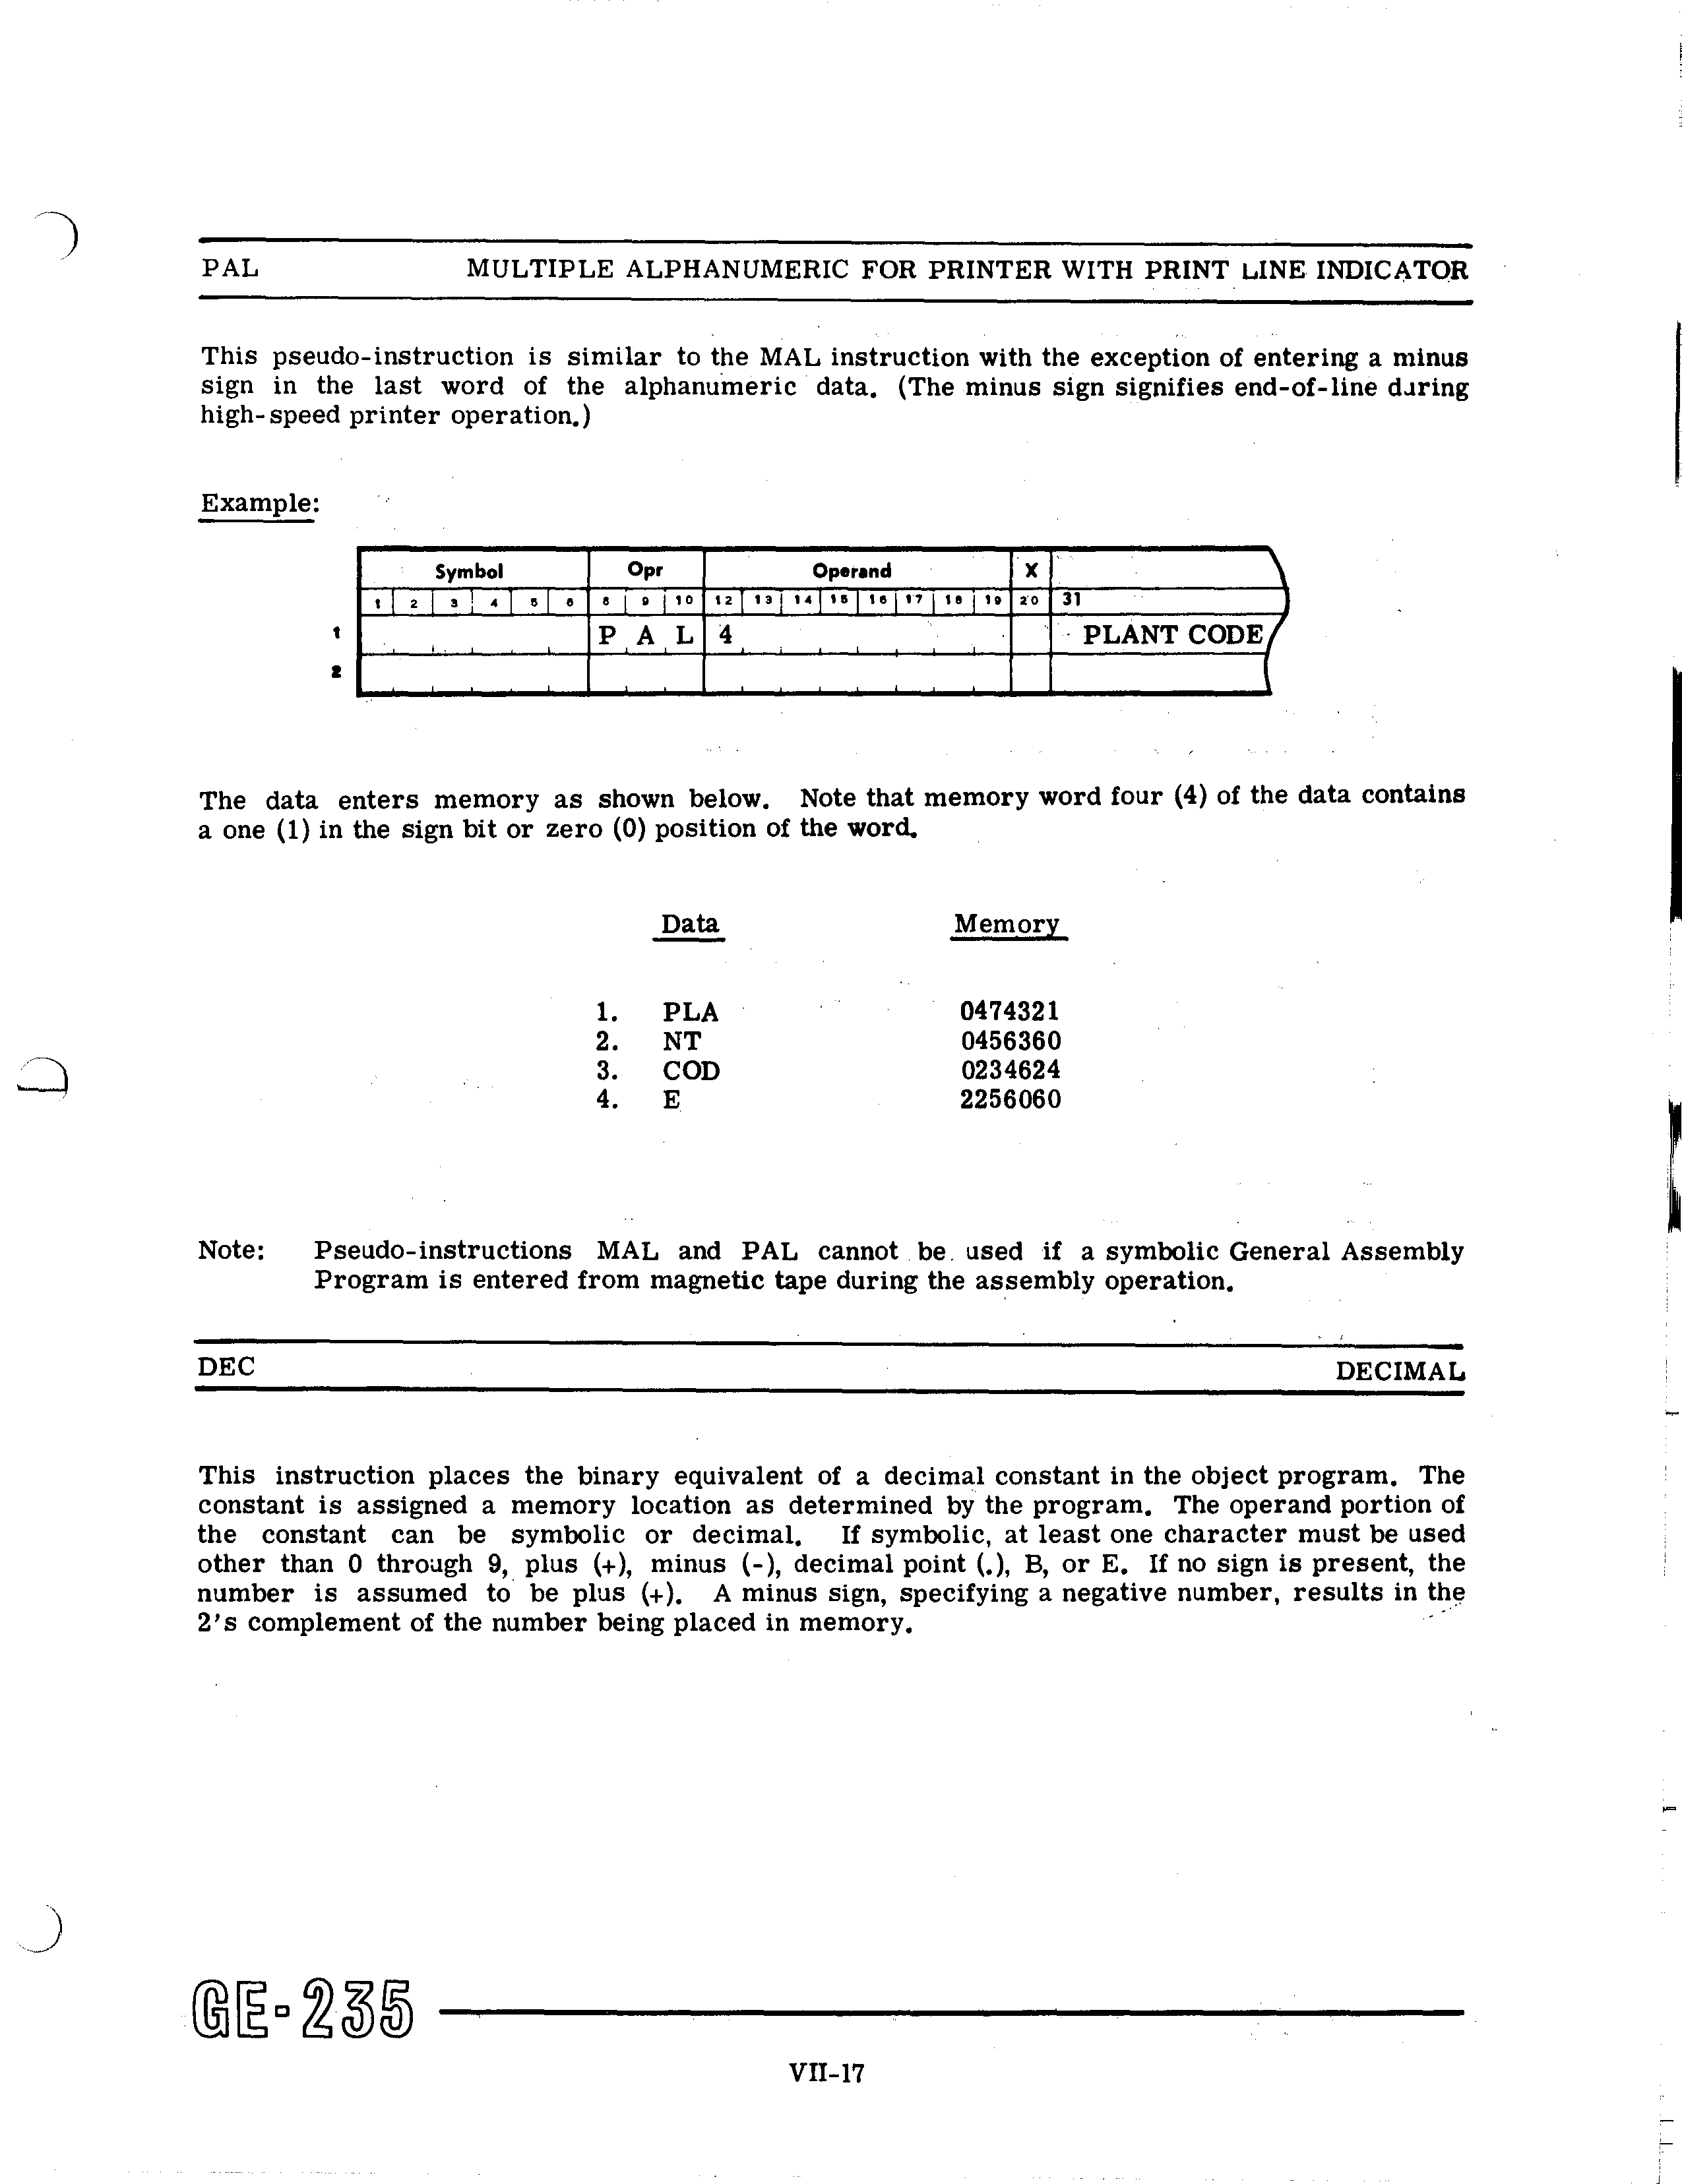 PAL MULTIPLE ALPHANUMERIC FOR PRINTER WITH PRINT LINE INDICATOR
This pseudo-instruction is similar to the MAL instruction with the exception of entering a minus
sign in the last word of the alphanumeric data. (The minus sign signifies end-of-line during
high-speed printer operation.)
Example:
Symbol Opr Operand X
1 2 3 4 5 6 8 9 10 12 13 14 15 16 17 18 19 20 31
1 P A L 4 PLANT CODE
2
The data enters memory as shown below. Note that memory word four (4) of the data contains
a one (1) in the sign bit or zero (0) position of the word.
Data Memory
1. PLA 0474321
2. NT 0456360
3. COD 0234624
4. E 2256060
Note: Pseudo-instructions MAL and PAL cannot be used if a symbolic General Assembly
Program is entered from magnetic tape during the assembly operation.
DEC DECIMAL
This instruction places the binary equivalent of a decimal constant in the object program. The
constant is assigned a memory location as determined by the program. The operand portion of
the constant can be symbolic or decimal. If symbolic, at least one character must be used
other than 0 through 9, plus (+), minus (-), decimal point (.), B, or E. If no sign is present, the
number is assumed to be plus (+). A minus sign, specifying a negative number, results in the
2's complement of the number being placed in memory.
GE-235
VII-17